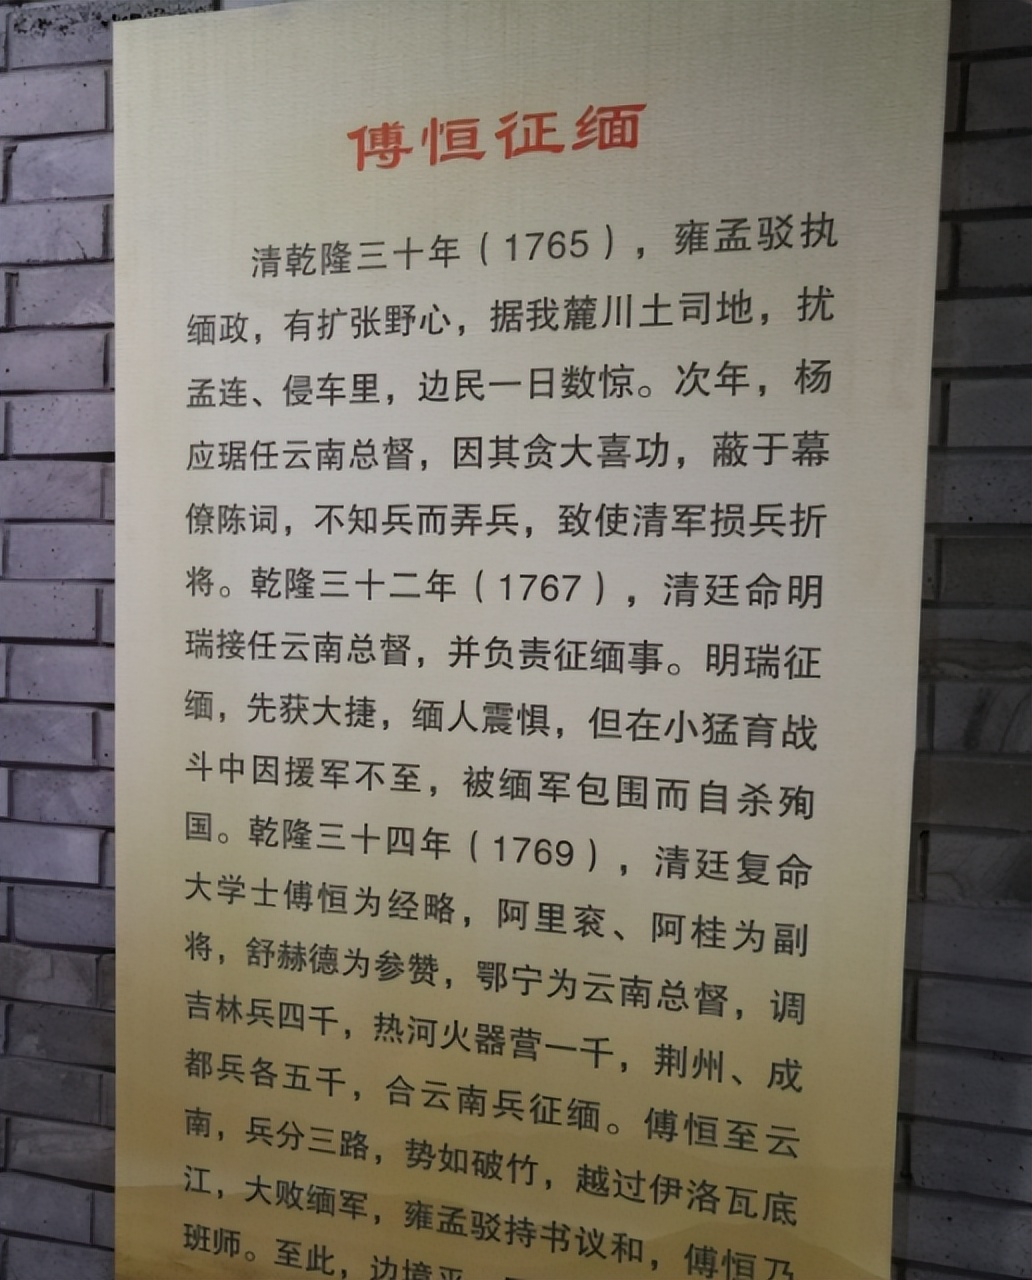 傅恒征缅
清乾隆三十年（1765），雍孟驳执
缅政，有扩张野心，据我麓川土司地，扰
孟连、侵车里，边民一日数惊。次年，杨
应琚任云南总督，因其贪大喜功，蔽于幕
僚陈词，不知兵而弄兵，致使清军损兵折
将。乾隆三十二年（1767），清廷命明
瑞接任云南总督，并负责征缅事。明瑞征
缅，先获大捷，缅人震惧，但在小猛育战
斗中因援军不至，被缅军包围而自杀殉
国。乾隆三十四年（1769），清廷复命
大学士傅恒为经略，阿里衮、阿桂为副
将，舒赫德为参赞，鄂宁为云南总督，调
吉林兵四千，热河火器营一千，荆州、成
都兵各五千，合云南兵征缅。傅恒至云
南，兵分三路，势如破竹，越过伊洛瓦底
江，大败缅军，雍孟驳持书议和，傅恒乃
班师。至此，边境平